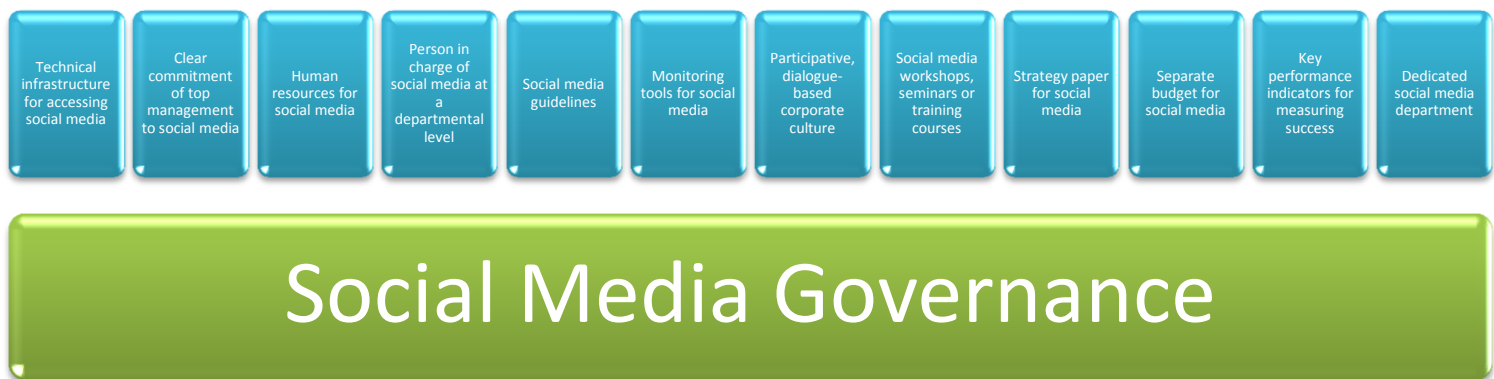 Technical
infrastructure
for accessing
social media
Clear
commitment
of top
management
to social media
Human
resources for
social media
Person in
charge of
social media at
a
departmental
level
Social media
guidelines
Monitoring
tools for social
media
Participative,
dialogue-
based
corporate
culture
Social media
workshops,
seminars or
training
courses
Strategy paper
for social
media
Separate
budget for
social media
Key
performance
indicators for
measuring
success
Dedicated
social media
department
Social Media Governance